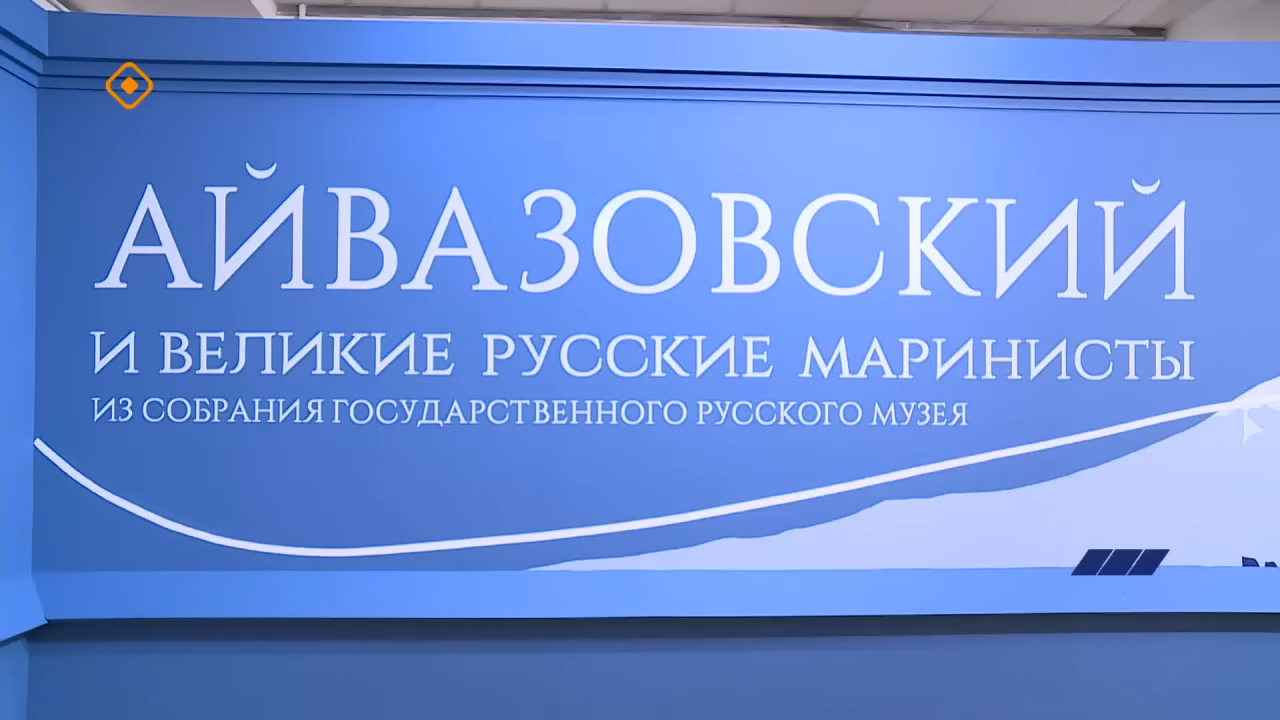 АЙВАЗОВСКИЙ
И ВЕЛИКИЕ РУССКИЕ МАРИНИСТЫ
ИЗ СОБРАНИЯ ГОСУДАРСТВЕННОГО РУССКОГО МУЗЕЯ